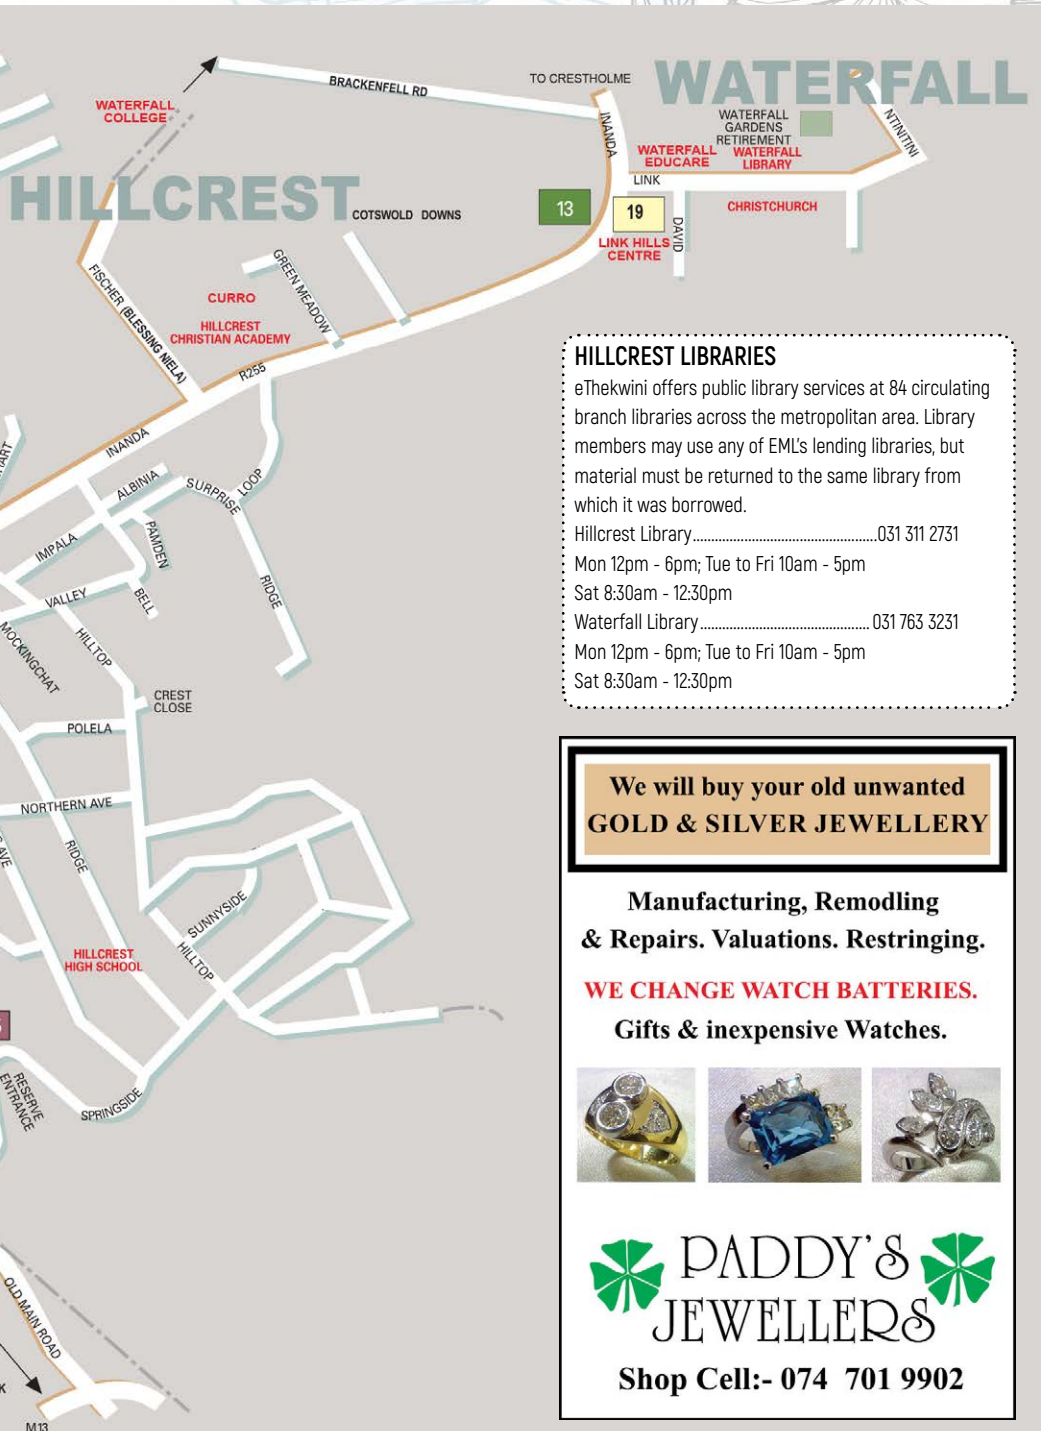 WATERFALL
TO CRESTHOLME
BRACKENFELL RD
WATERFALL
COLLEGE
INANDA
WATERFALL
GARDENS
RETIREMENT
NTINITINI
WATERFALL
EDUCARE
WATERFALL
LIBRARY
LINK
HILLCREST
COTSWOLD DOWNS
13
19
DAVID
CHRISTCHURCH
LINK HILLS
CENTRE
FISCHER (BLESSING NIELA)
GREEN MEADOW
CURRO
HILLCREST
CHRISTIAN ACADEMY
R255
INANDA
ALBINIA
SURPRISE
LOOP
IMPALA
PAMDEN
VALLEY
BELL
RIDGE
MOCKINGCHAT
HILLTOP
CREST
CLOSE
POLELA
NORTHERN AVE
AVE
RIDGE
SUNNYSIDE
HILLTOP
HILLCREST
HIGH SCHOOL
RESERVE
ENTRANCE
SPRINGSIDE
OLD MAIN ROAD
K
M13
HILLCREST LIBRARIES
eThekwini offers public library services at 84 circulating
branch libraries across the metropolitan area. Library
members may use any of EML's lending libraries, but
material must be returned to the same library from
which it was borrowed.
Hillcrest Library..................................................031 311 2731
Mon 12pm - 6pm; Tue to Fri 10am - 5pm
Sat 8:30am - 12:30pm
Waterfall Library.............................................. 031 763 3231
Mon 12pm - 6pm; Tue to Fri 10am - 5pm
Sat 8:30am - 12:30pm
We will buy your old unwanted
GOLD & SILVER JEWELLERY
Manufacturing, Remodling
& Repairs. Valuations. Restringing.
WE CHANGE WATCH BATTERIES.
Gifts & inexpensive Watches.
PADDY'S
JEWELLERS
Shop Cell:- 074 701 9902